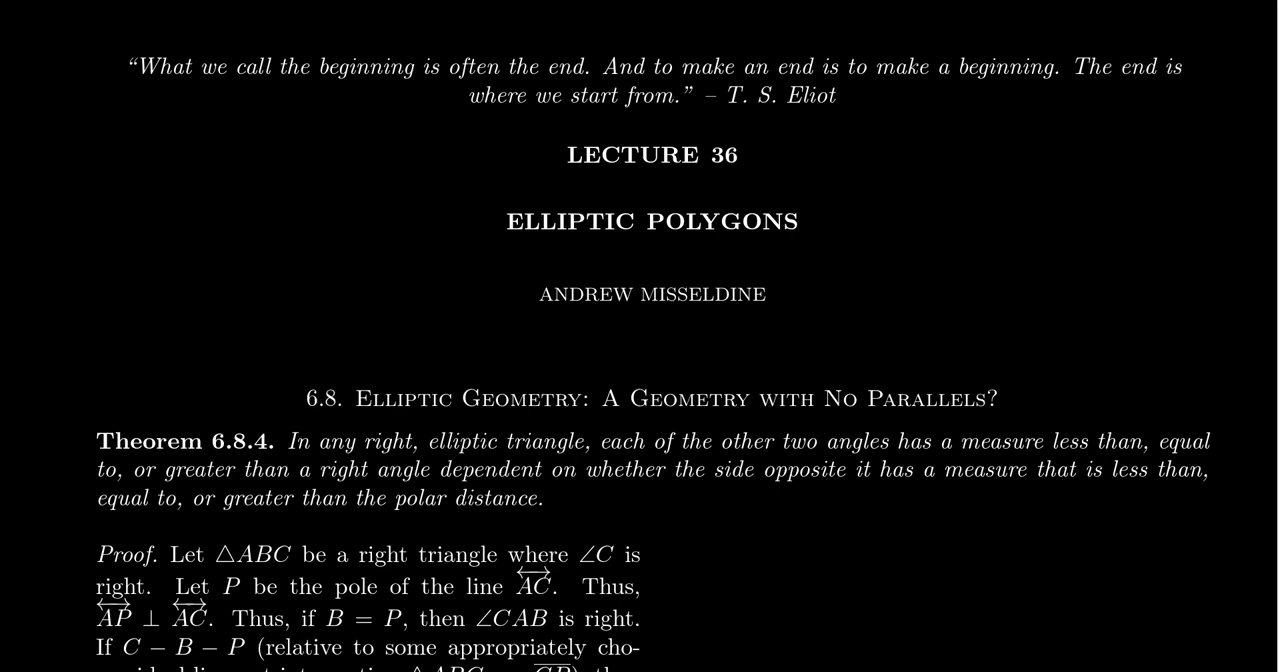 “What we call the beginning is often the end. And to make an end is to make a beginning. The end is
where we start from.” – T. S. Eliot
LECTURE 36
ELLIPTIC POLYGONS
ANDREW MISSELDINE
6.8. Elliptic Geometry: A Geometry with No Parallels?
Theorem 6.8.4. In any right, elliptic triangle, each of the other two angles has a measure less than, equal
to, or greater than a right angle dependent on whether the side opposite it has a measure that is less than,
equal to, or greater than the polar distance.
Proof. Let △ABC be a right triangle where ∠C is
right. Let P be the pole of the line ⟷AC. Thus,
⟷AP ⊥ ⟷AC. Thus, if B = P, then ∠CAB is right.
If C − B − P (relative to some appropriately cho-